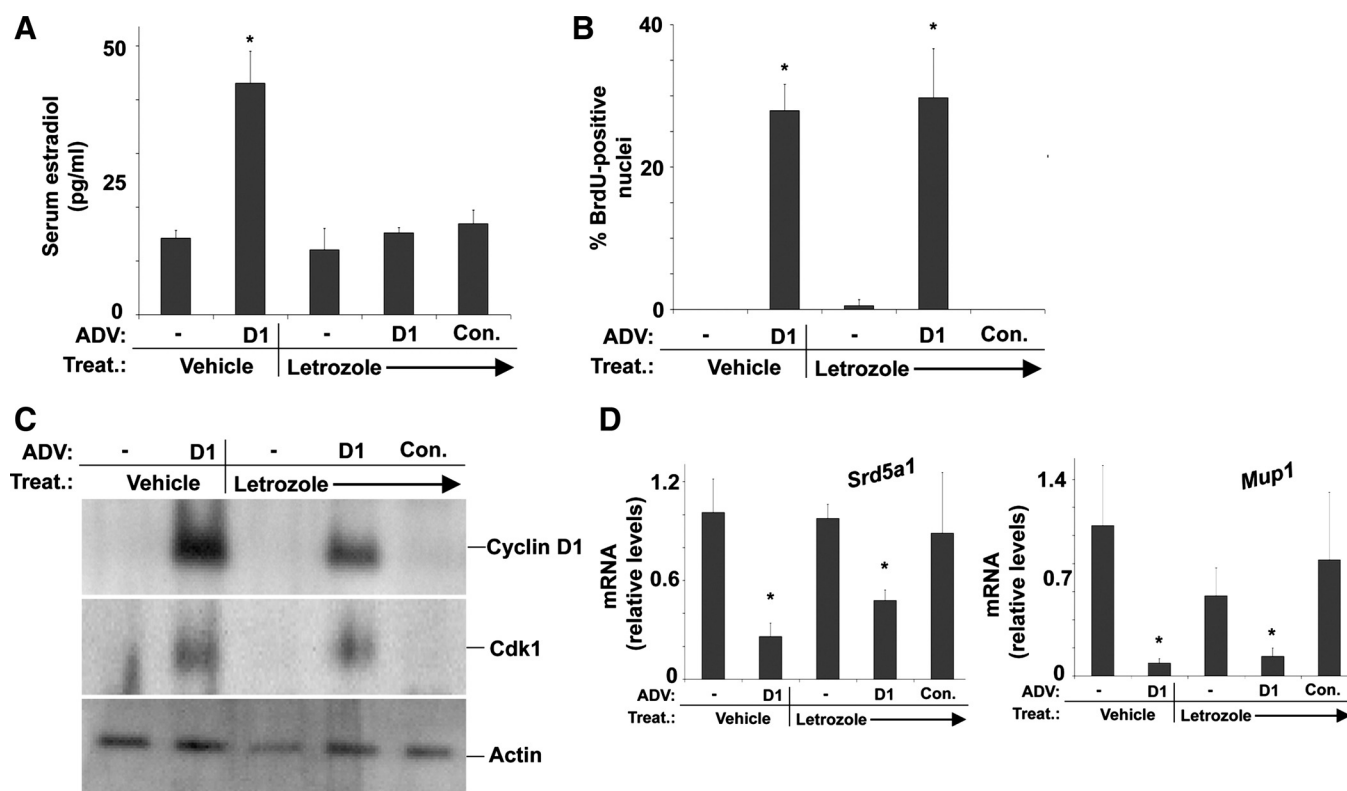 A
50
25
0
Serum estradiol
(pg/ml)
*
ADV: - D1 - D1 Con.
Treat.: Vehicle Letrozole
B
40
30
20
10
0
% BrdU-positive
nuclei
*
*
ADV: - D1 - D1 Con.
Treat.: Vehicle Letrozole
C
ADV: - D1 - D1 Con.
Treat.: Vehicle Letrozole
Cyclin D1
Cdk1
Actin
D
Srd5a1
1.2
0.6
0
mRNA
(relative levels)
*
*
ADV: - D1 - D1 Con.
Treat.: Vehicle Letrozole
Mup1
1.4
0.7
0
mRNA
(relative levels)
*
*
ADV: - D1 - D1 Con.
Treat.: Vehicle Letrozole